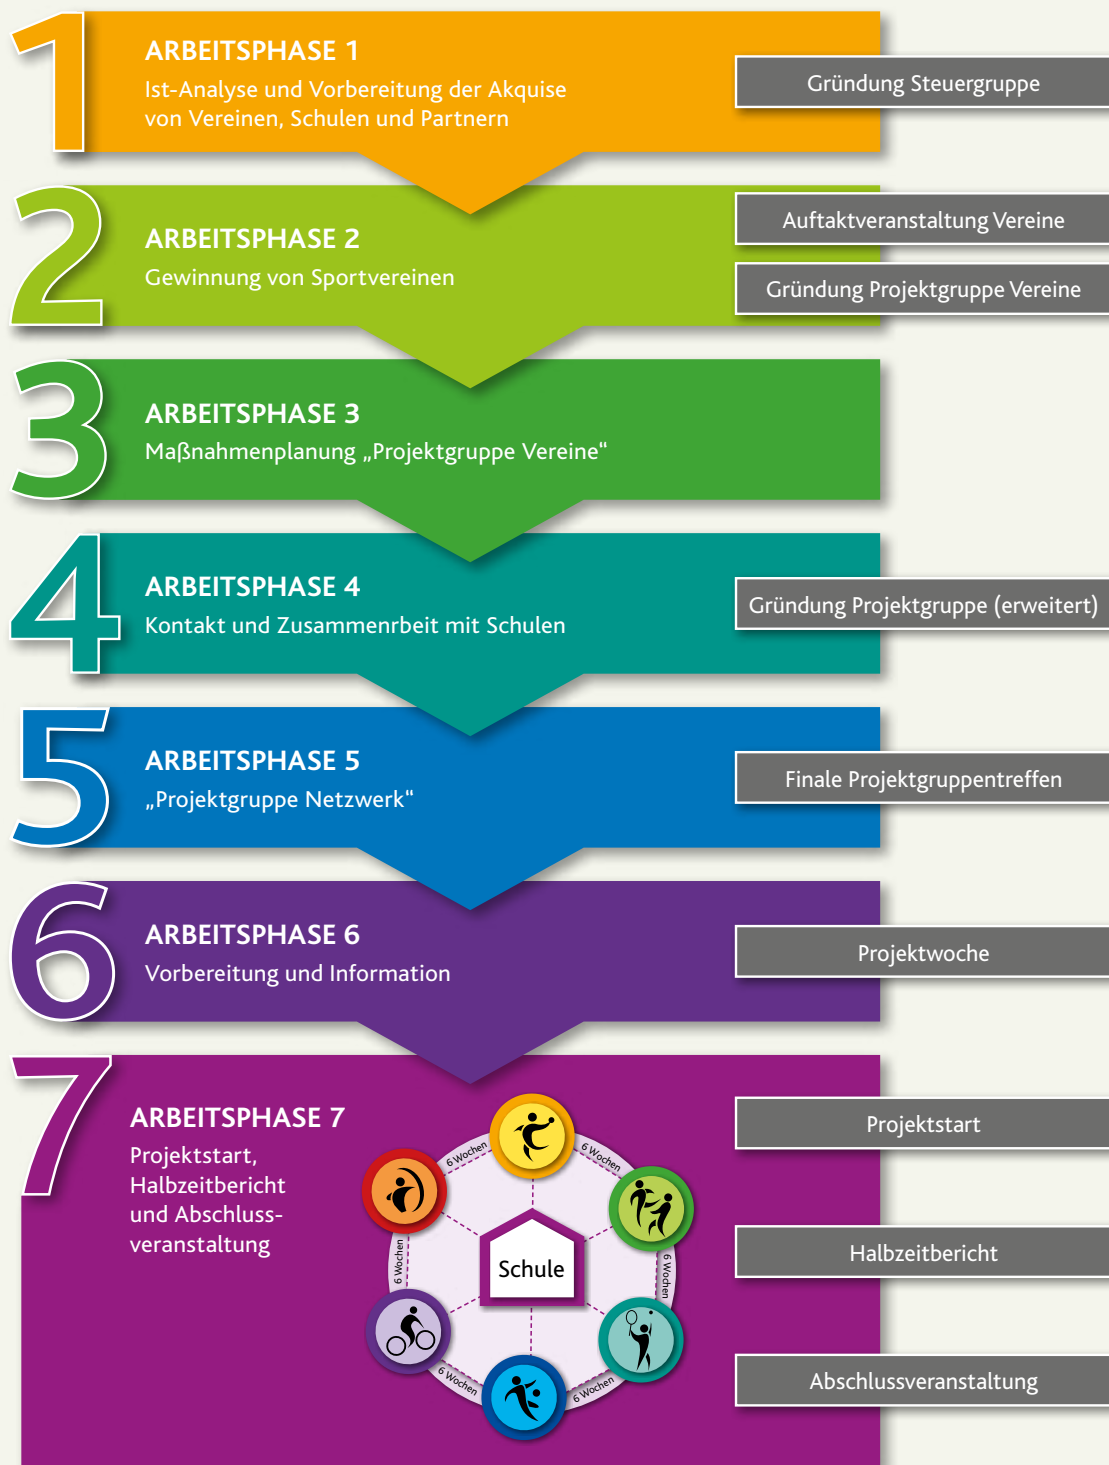 1
ARBEITSPHASE 1
Ist-Analyse und Vorbereitung der Akquise
von Vereinen, Schulen und Partnern
Gründung Steuergruppe
2
ARBEITSPHASE 2
Gewinnung von Sportvereinen
Auftaktveranstaltung Vereine
Gründung Projektgruppe Vereine
3
ARBEITSPHASE 3
Maßnahmenplanung „Projektgruppe Vereine“
4
ARBEITSPHASE 4
Kontakt und Zusammenrbeit mit Schulen
Gründung Projektgruppe (erweitert)
5
ARBEITSPHASE 5
„Projektgruppe Netzwerk“
Finale Projektgruppentreffen
6
ARBEITSPHASE 6
Vorbereitung und Information
Projektwoche
7
ARBEITSPHASE 7
Projektstart,
Halbzeitbericht
und Abschluss-
veranstaltung
6 Wochen
6 Wochen
6 Wochen
6 Wochen
6 Wochen
6 Wochen
Schule
Projektstart
Halbzeitbericht
Abschlussveranstaltung